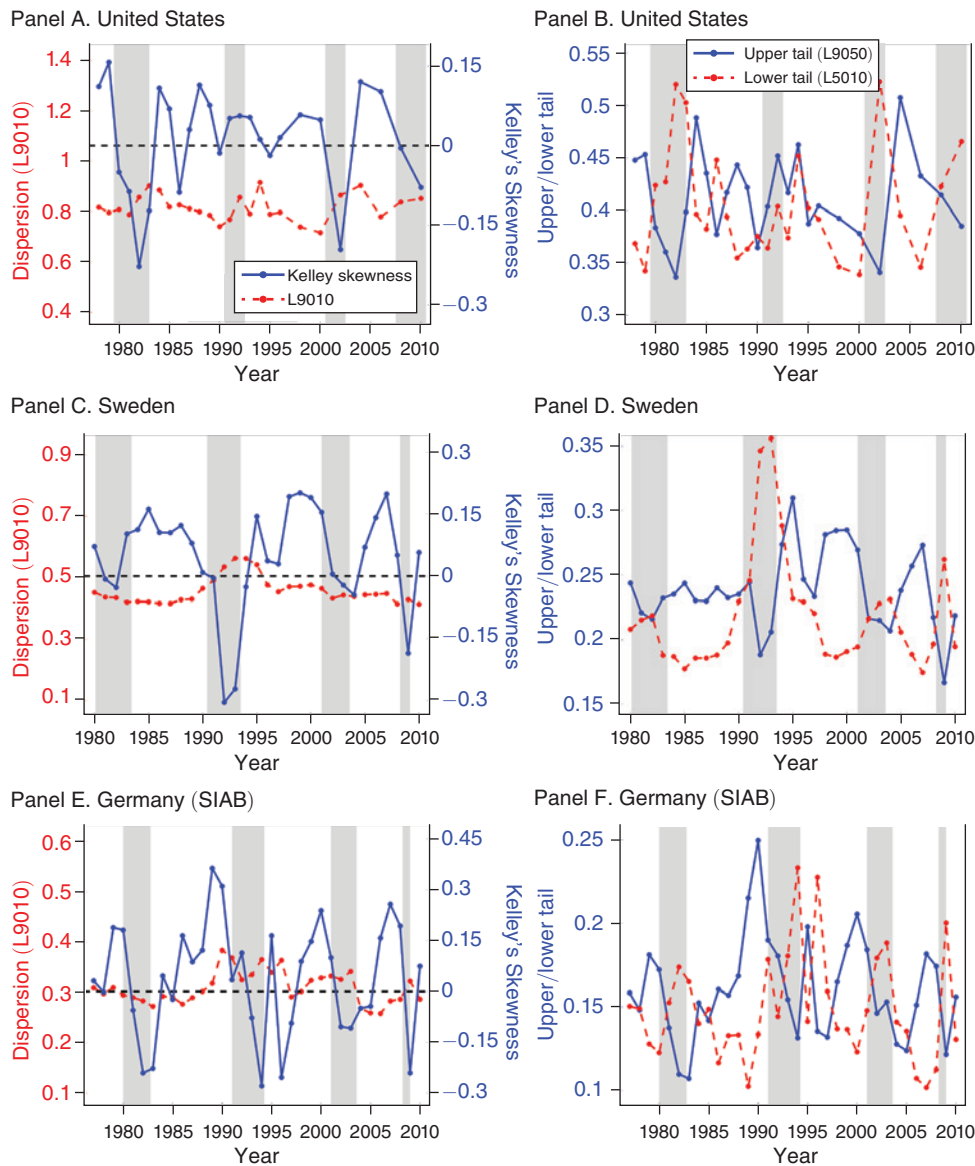 Panel A. United States
1.4
1.2
1
0.8
0.6
0.4
Dispersion (L9010)
0.15
0
−0.15
−0.3
Kelley's Skewness
Kelley skewness
L9010
1980 1985 1990 1995 2000 2005 2010
Year
Panel B. United States
0.55
0.5
0.45
0.4
0.35
0.3
Upper/lower tail
Upper tail (L9050)
Lower tail (L5010)
1980 1985 1990 1995 2000 2005 2010
Year
Panel C. Sweden
0.9
0.7
0.5
0.3
0.1
Dispersion (L9010)
0.3
0.15
0
−0.15
−0.3
Kelley's Skewness
1980 1985 1990 1995 2000 2005 2010
Year
Panel D. Sweden
0.35
0.3
0.25
0.2
0.15
Upper/lower tail
1980 1985 1990 1995 2000 2005 2010
Year
Panel E. Germany (SIAB)
0.6
0.5
0.4
0.3
0.2
0.1
Dispersion (L9010)
0.45
0.3
0.15
0
−0.15
−0.3
Kelley's Skewness
1980 1985 1990 1995 2000 2005 2010
Year
Panel F. Germany (SIAB)
0.25
0.2
0.15
0.1
Upper/lower tail
1980 1985 1990 1995 2000 2005 2010
Year